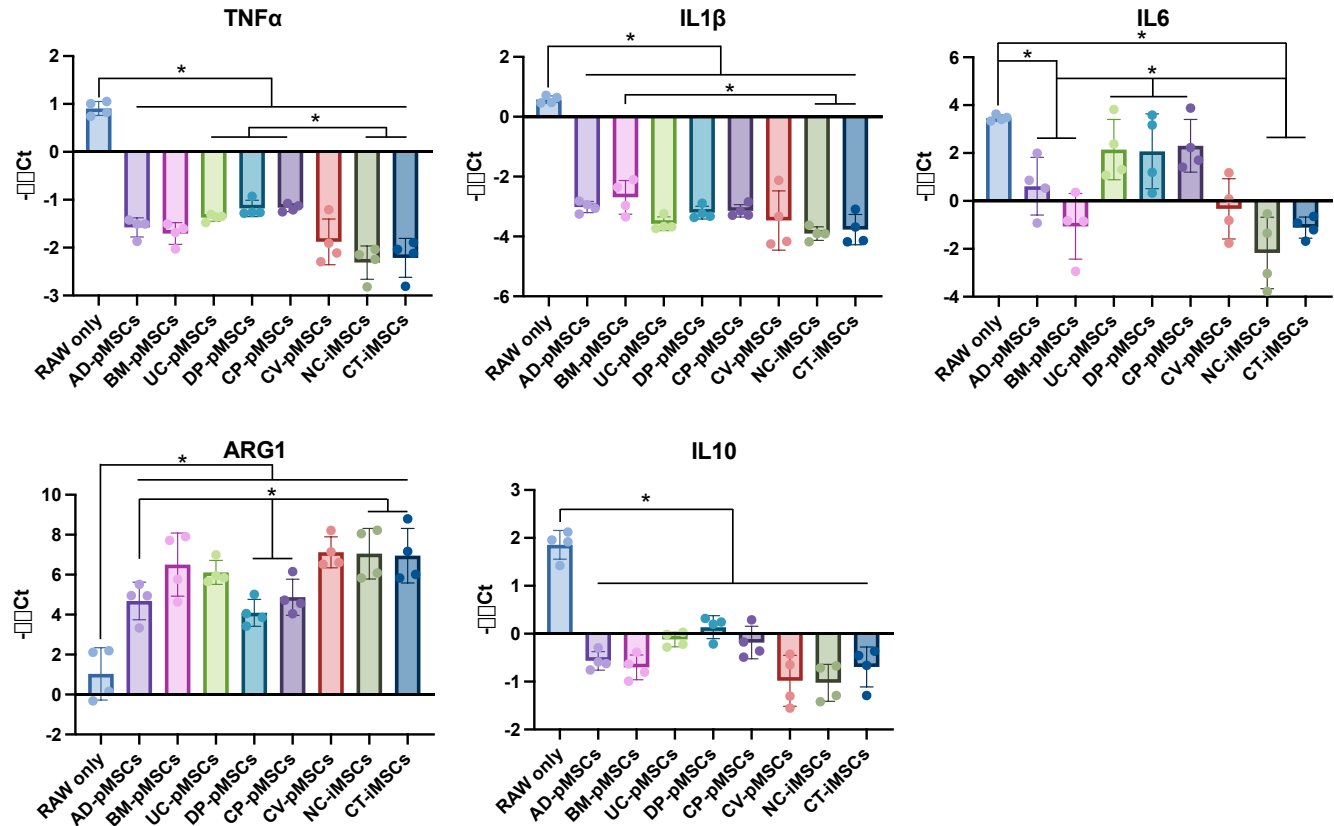 TNFα
*
*
2
1
0
-1
-2
-3
-▯▯Ct
RAW only
AD-pMSCs
BM-pMSCs
UC-pMSCs
DP-pMSCs
CP-pMSCs
CV-pMSCs
NC-iMSCs
CT-iMSCs
IL1β
*
*
2
0
-2
-4
-6
-▯▯Ct
RAW only
AD-pMSCs
BM-pMSCs
UC-pMSCs
DP-pMSCs
CP-pMSCs
CV-pMSCs
NC-iMSCs
CT-iMSCs
IL6
*
*
*
6
4
2
0
-2
-4
-▯▯Ct
RAW only
AD-pMSCs
BM-pMSCs
UC-pMSCs
DP-pMSCs
CP-pMSCs
CV-pMSCs
NC-iMSCs
CT-iMSCs
ARG1
*
*
10
8
6
4
2
0
-2
-▯▯Ct
RAW only
AD-pMSCs
BM-pMSCs
UC-pMSCs
DP-pMSCs
CP-pMSCs
CV-pMSCs
NC-iMSCs
CT-iMSCs
IL10
*
3
2
1
0
-1
-2
-▯▯Ct
RAW only
AD-pMSCs
BM-pMSCs
UC-pMSCs
DP-pMSCs
CP-pMSCs
CV-pMSCs
NC-iMSCs
CT-iMSCs